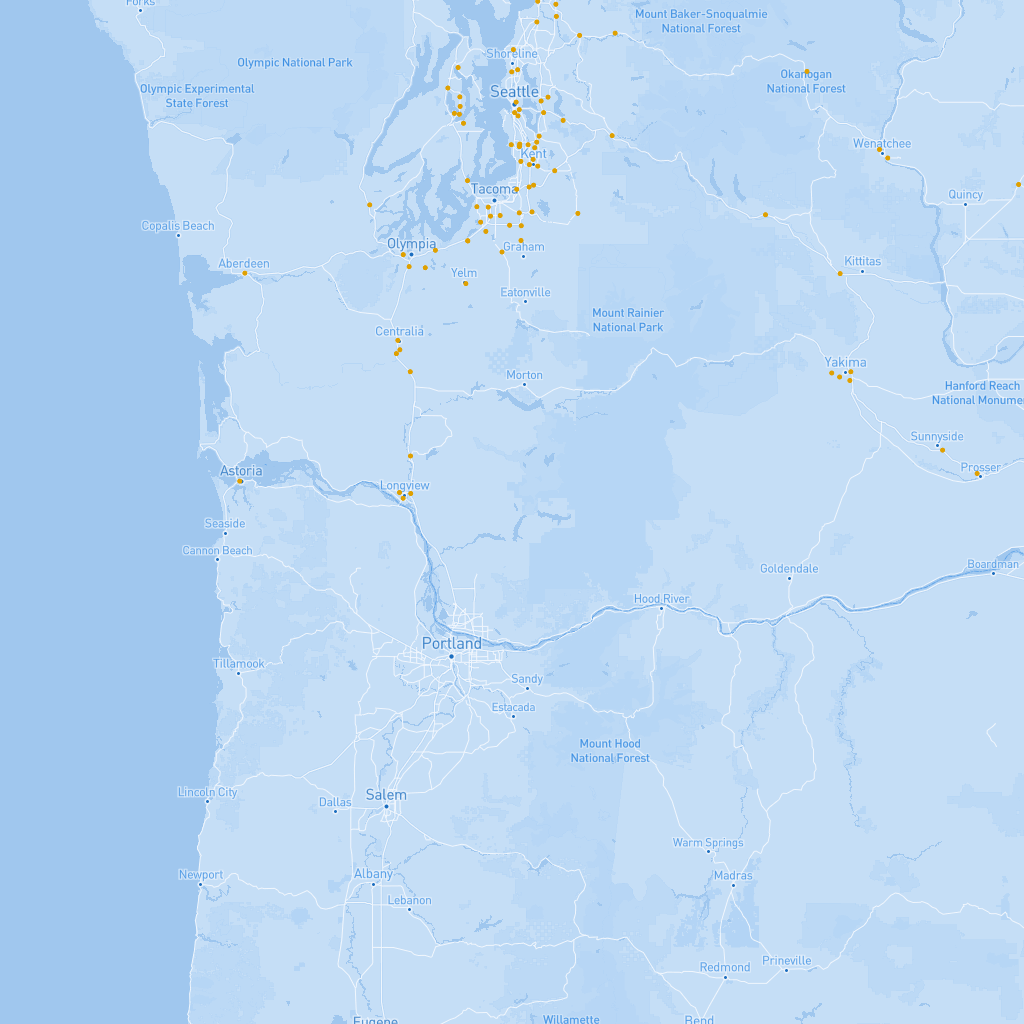 Forks
Mount Baker-Snoqualmie
National Forest
Shoreline
Olympic National Park
Okanogan
National Forest
Olympic Experimental
State Forest
Seattle
Wenatchee
Kent
Tacoma
Quincy
Copalis Beach
Olympia
Graham
Aberdeen
Kittitas
Yelm
Eatonville
Mount Rainier
National Park
Centralia
Yakima
Morton
Hanford Reach
National Monume
Sunnyside
Prosser
Astoria
Longview
Seaside
Cannon Beach
Goldendale
Boardman
Hood River
Portland
Tillamook
Sandy
Estacada
Mount Hood
National Forest
Lincoln City
Salem
Dallas
Warm Springs
Newport
Albany
Madras
Lebanon
Prineville
Redmond
Eugene
Willamette
Bend